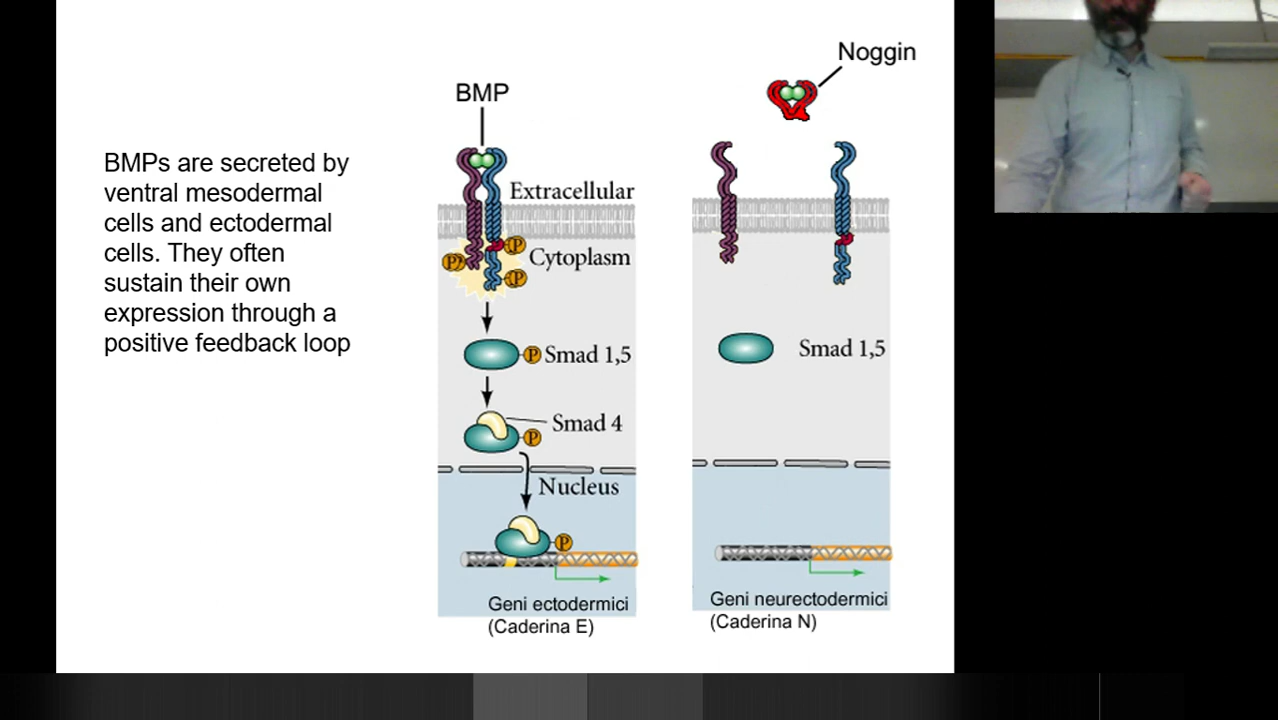 BMPs are secreted by
ventral mesodermal
cells and ectodermal
cells. They often
sustain their own
expression through a
positive feedback loop
BMP
Extracellular
P
P
Cytoplasm
P
P
Smad 1,5
Smad 4
P
Nucleus
P
Geni ectodermici
(Caderina E)
Noggin
Smad 1,5
Geni neurectodermici
(Caderina N)